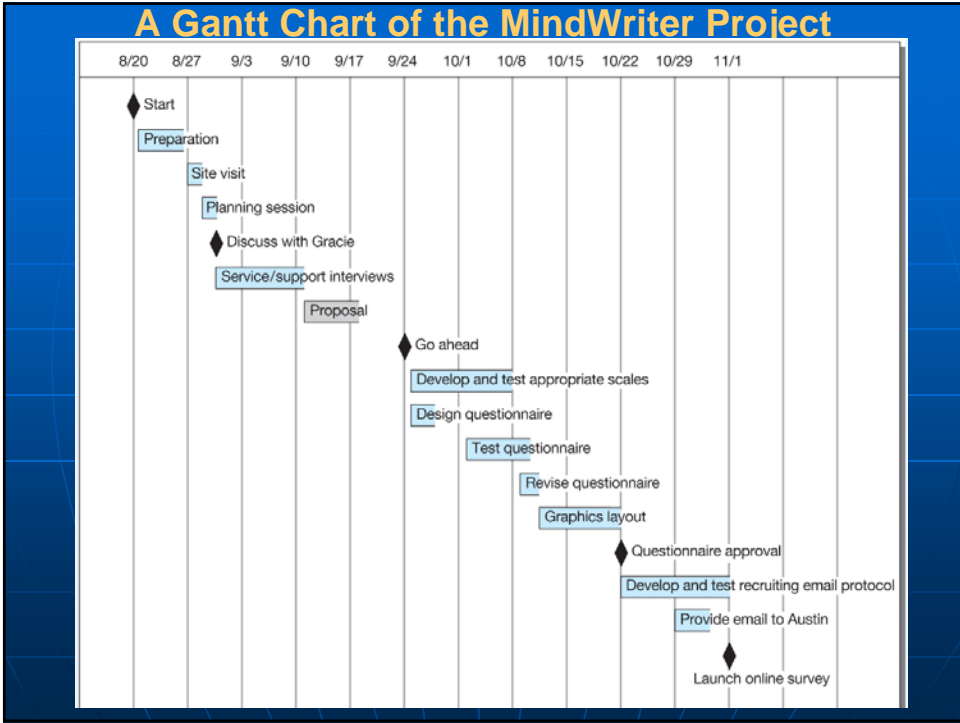 A Gantt Chart of the MindWriter Project
8/20 8/27 9/3 9/10 9/17 9/24 10/1 10/8 10/15 10/22 10/29 11/1
Start
Preparation
Site visit
Planning session
Discuss with Gracie
Service/support interviews
Proposal
Go ahead
Develop and test appropriate scales
Design questionnaire
Test questionnaire
Revise questionnaire
Graphics layout
Questionnaire approval
Develop and test recruiting email protocol
Provide email to Austin
Launch online survey